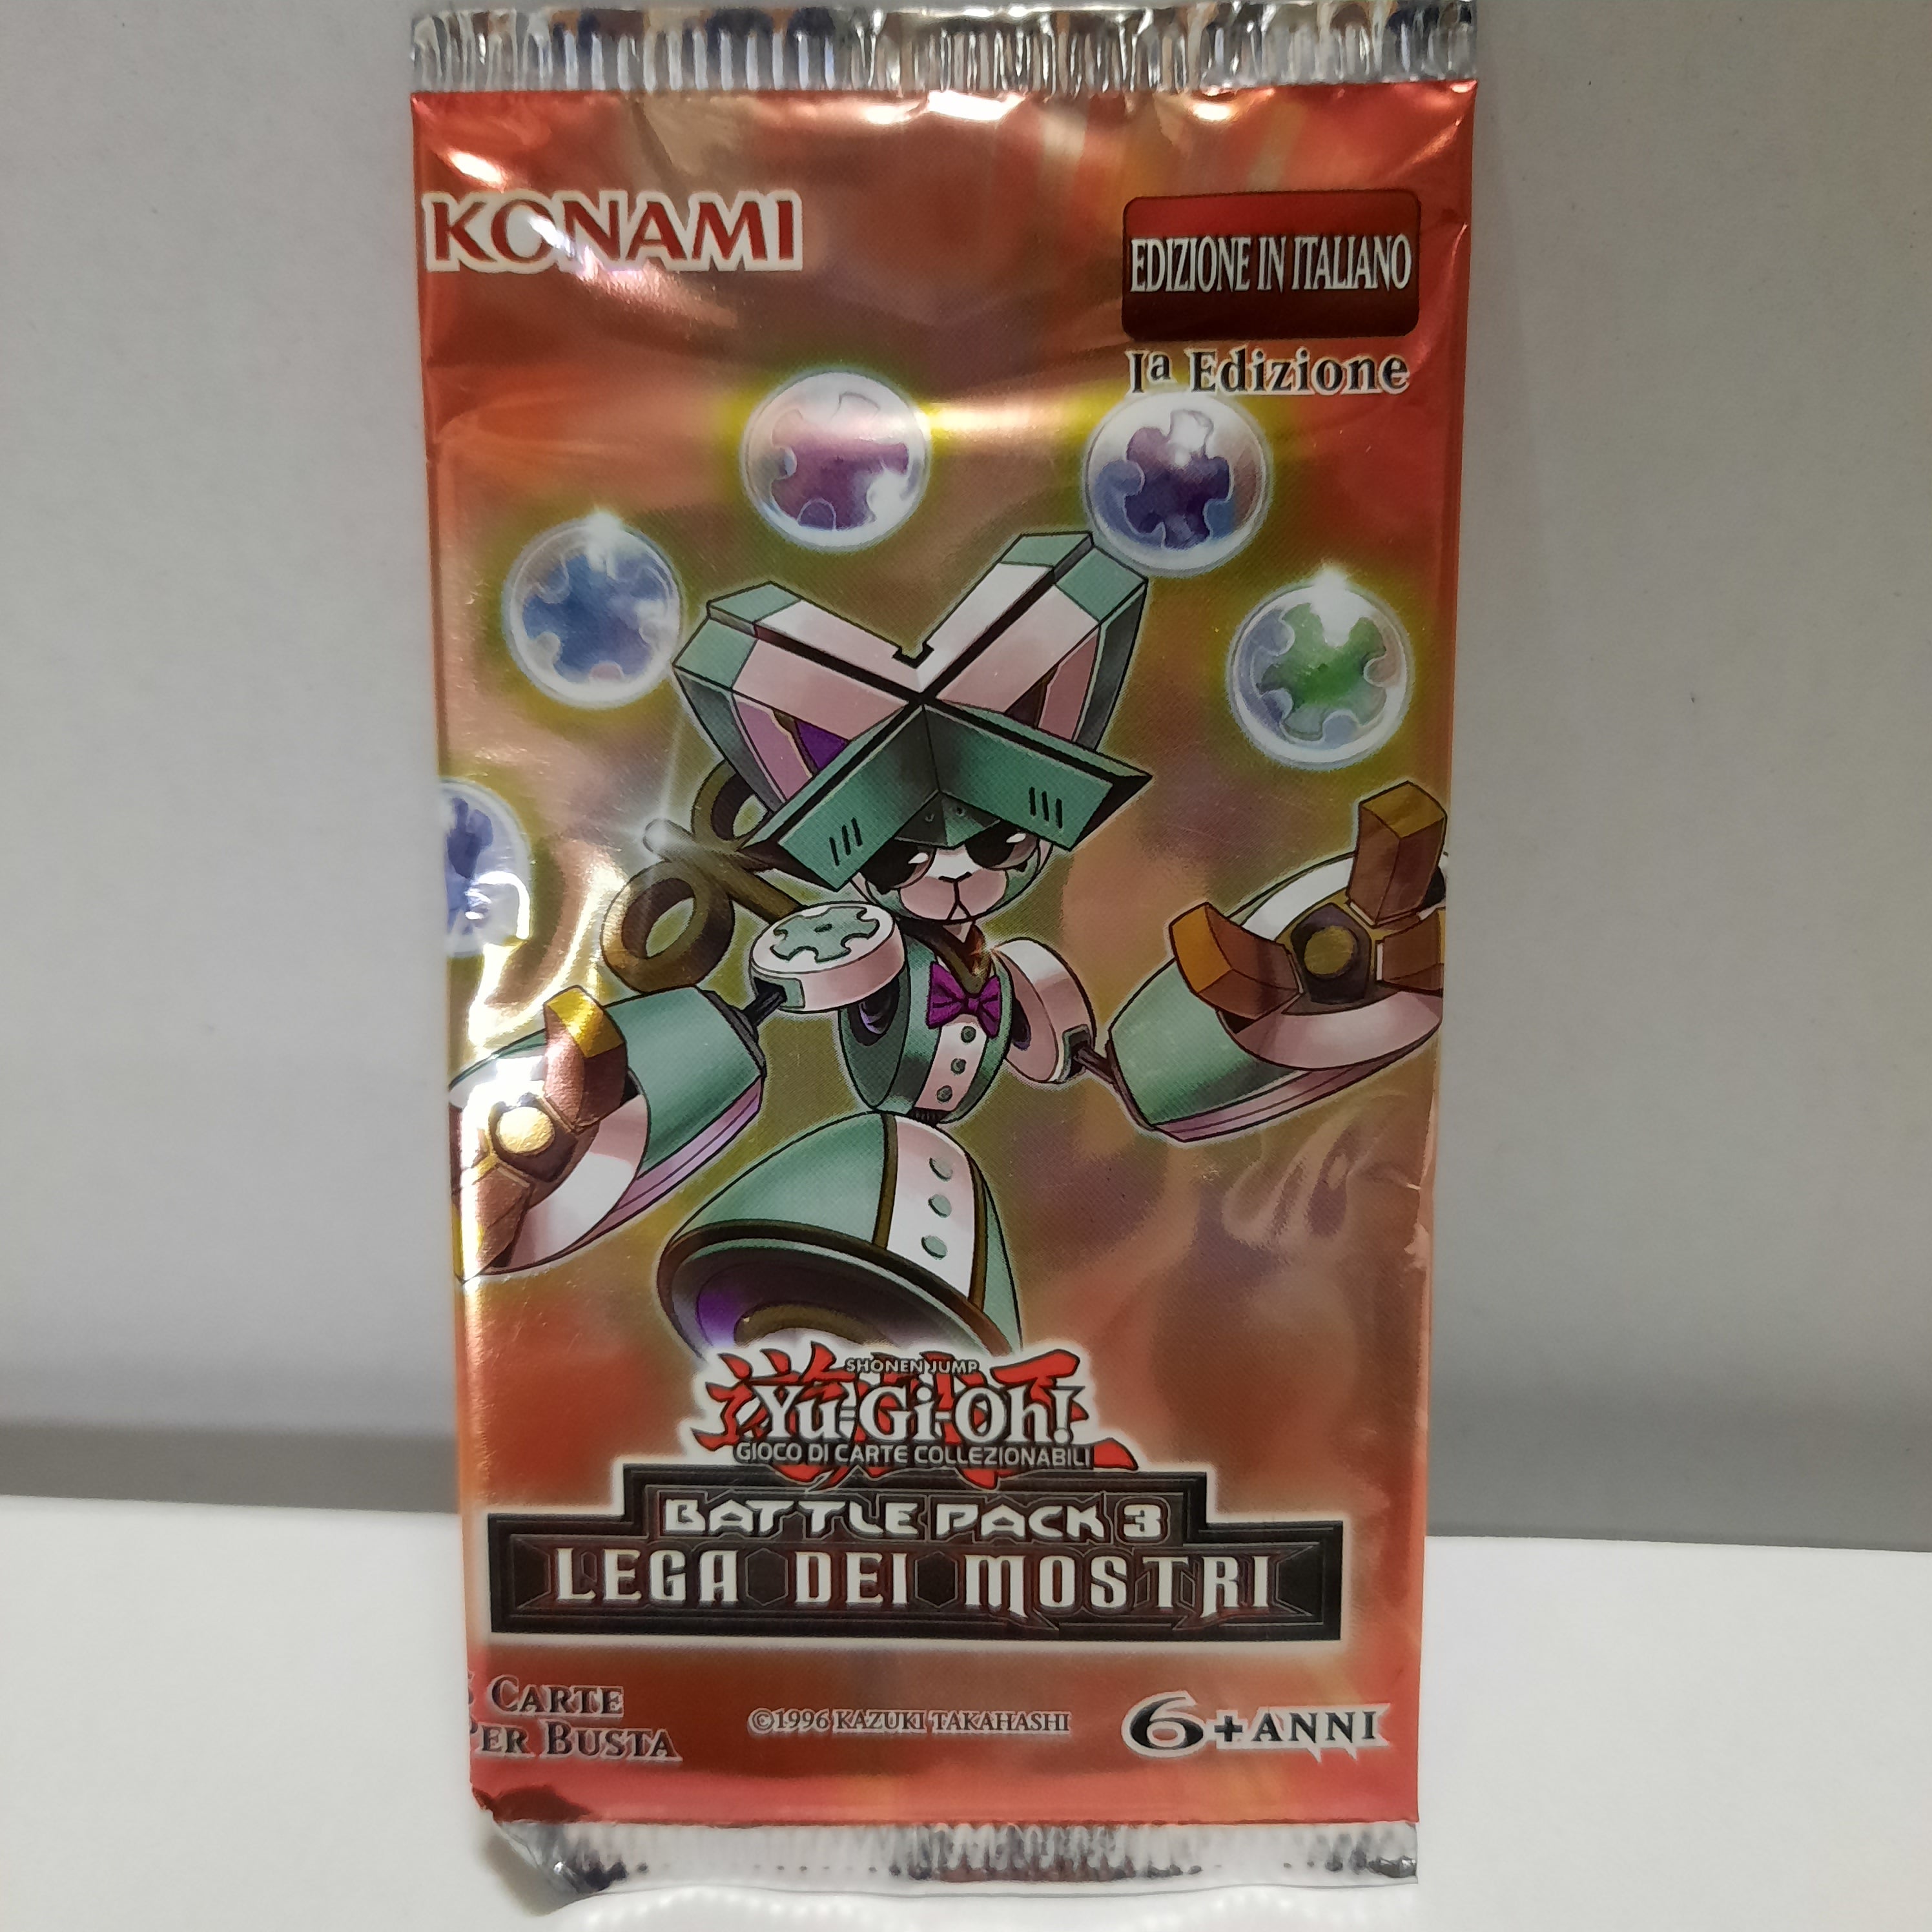 KONAMI
EDIZIONE IN ITALIANO
Iª Edizione
SHONEN JUMP
Yu-Gi-Oh!
GIOCO DI CARTE COLLEZIONABILI
BATTLE PACK 3
LEGA DEI MOSTRI
CARTE
PER BUSTA
©1996 KAZUKI TAKAHASHI
6+ANNI